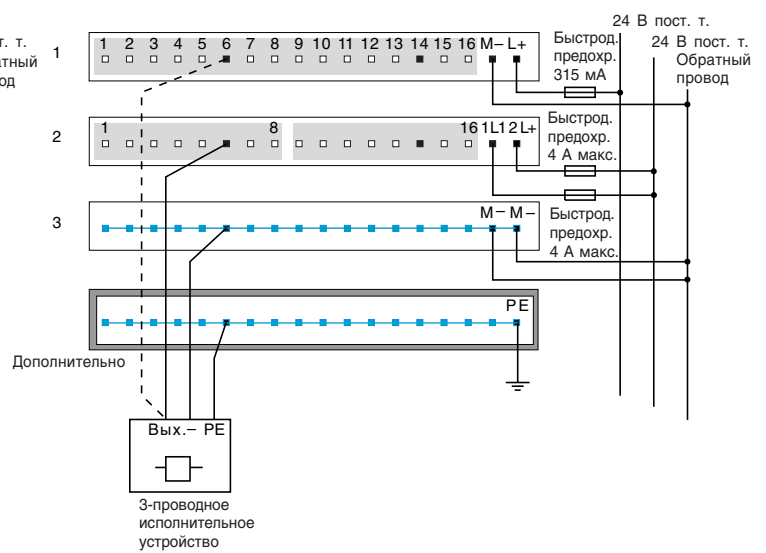 24 В пост. т.
24 В пост. т.
Обратный
провод
1
1 2 3 4 5 6 7 8 9 10 11 12 13 14 15 16 M– L+
Быстрод.
предохр.
315 мА
2
1 8 16 1L1 2 L+
Быстрод.
предохр.
4 А макс.
3
M– M–
Быстрод.
предохр.
4 А макс.
PE
Дополнительно
Вых.– PE
3-проводное
исполнительное
устройство